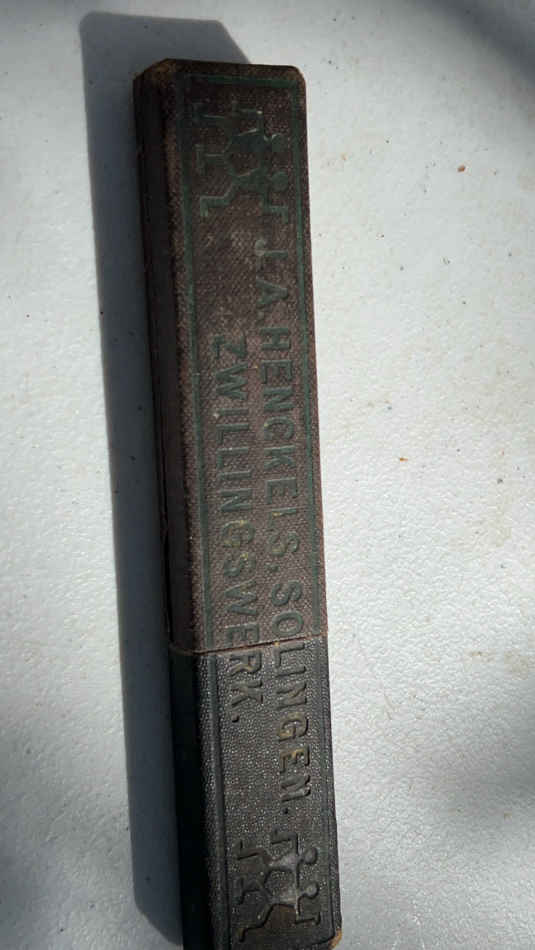 J.A. HENCKELS, SOLINGEN.
ZWILLINGSWERK.